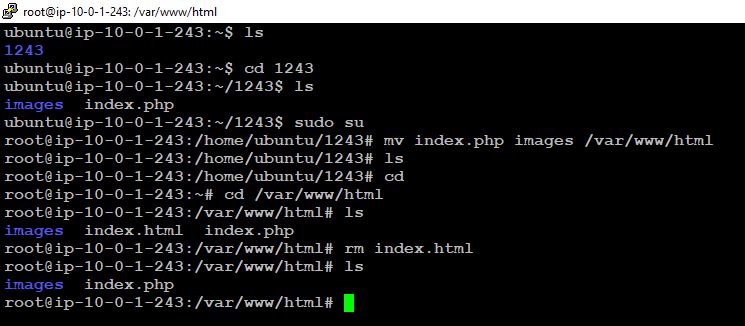 root@ip-10-0-1-243: /var/www/html
ubuntu@ip-10-0-1-243:~$ ls
1243
ubuntu@ip-10-0-1-243:~$ cd 1243
ubuntu@ip-10-0-1-243:~/1243$ ls
images  index.php
ubuntu@ip-10-0-1-243:~/1243$ sudo su
root@ip-10-0-1-243:/home/ubuntu/1243# mv index.php images /var/www/html
root@ip-10-0-1-243:/home/ubuntu/1243# ls
root@ip-10-0-1-243:/home/ubuntu/1243# cd
root@ip-10-0-1-243:~# cd /var/www/html
root@ip-10-0-1-243:/var/www/html# ls
images  index.html  index.php
root@ip-10-0-1-243:/var/www/html# rm index.html
root@ip-10-0-1-243:/var/www/html# ls
images  index.php
root@ip-10-0-1-243:/var/www/html#